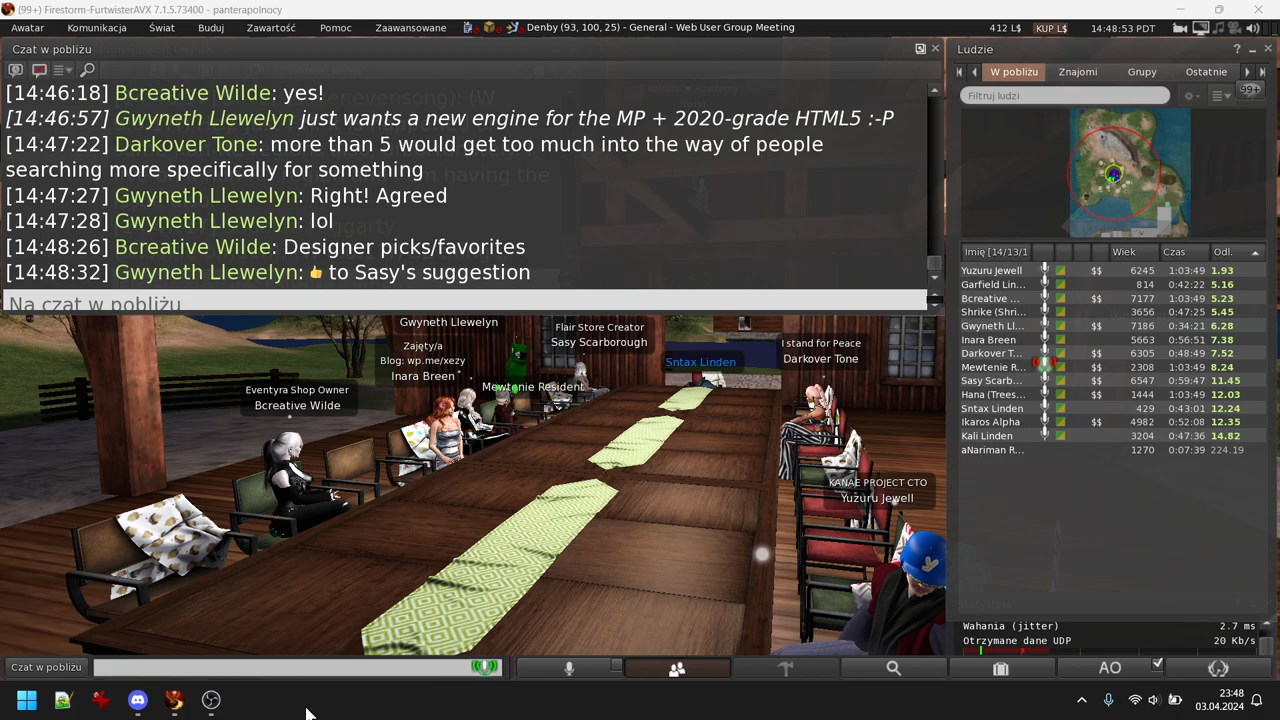 (99+) Firestorm-FurtwisterAVX 7.1.5.73400 - panterapolnocy
Awatar Komunikacja Świat Buduj Zawartość Pomoc Zaawansowane Denby (93, 100, 25) - General - Web User Group Meeting 412 L$ KUP L$ 14:48:53 PDT
Czat w pobliżu
[14:46:18] Bcreative Wilde: yes!
[14:46:57] Gwyneth Llewelyn just wants a new engine for the MP + 2020-grade HTML5 :-P
[14:47:22] Darkover Tone: more than 5 would get too much into the way of people
searching more specifically for something
[14:47:27] Gwyneth Llewelyn: Right! Agreed
[14:47:28] Gwyneth Llewelyn: lol
[14:48:26] Bcreative Wilde: Designer picks/favorites
[14:48:32] Gwyneth Llewelyn: 👍 to Sasy's suggestion
Na czat w pobliżu
Ludzie
W pobliżu Znajomi Grupy Ostatnie
99+
Filtruj ludzi
Imię [14/13/1 Wiek Czas Odl.
Yuzuru Jewell $$ 6245 1:03:49 1.93
Garfield Lin... 814 0:42:22 5.16
Bcreative ... $$ 7177 1:03:49 5.23
Shrike (Shri... 3656 0:47:25 5.45
Gwyneth Ll... $$ 7186 0:34:21 6.28
Inara Breen 5663 0:56:51 7.38
Darkover T... $$ 6305 0:48:49 7.52
Mewtenie R... $$ 2308 1:03:49 8.24
Sasy Scarb... $$ 6547 0:59:47 11.45
Hana (Trees... $$ 1444 1:03:49 12.03
Sntax Linden 429 0:43:01 12.24
Ikaros Alpha $$ 4982 0:52:08 12.35
Kali Linden 3204 0:47:36 14.82
aNariman R... 1270 0:07:39 224.19
Gwyneth Llewelyn
Zajęty/a
Blog: wp.me/xezy
Inara Breen
Flair Store Creator
Sasy Scarborough
Sntax Linden
I stand for Peace
Darkover Tone
Mewtenie Resident
Eventyra Shop Owner
Bcreative Wilde
KANAE PROJECT CTO
Yuzuru Jewell
Wahania (jitter) 2.7 ms
Otrzymane dane UDP 20 Kb/s
Czat w pobliżu
AO
23:48
03.04.2024